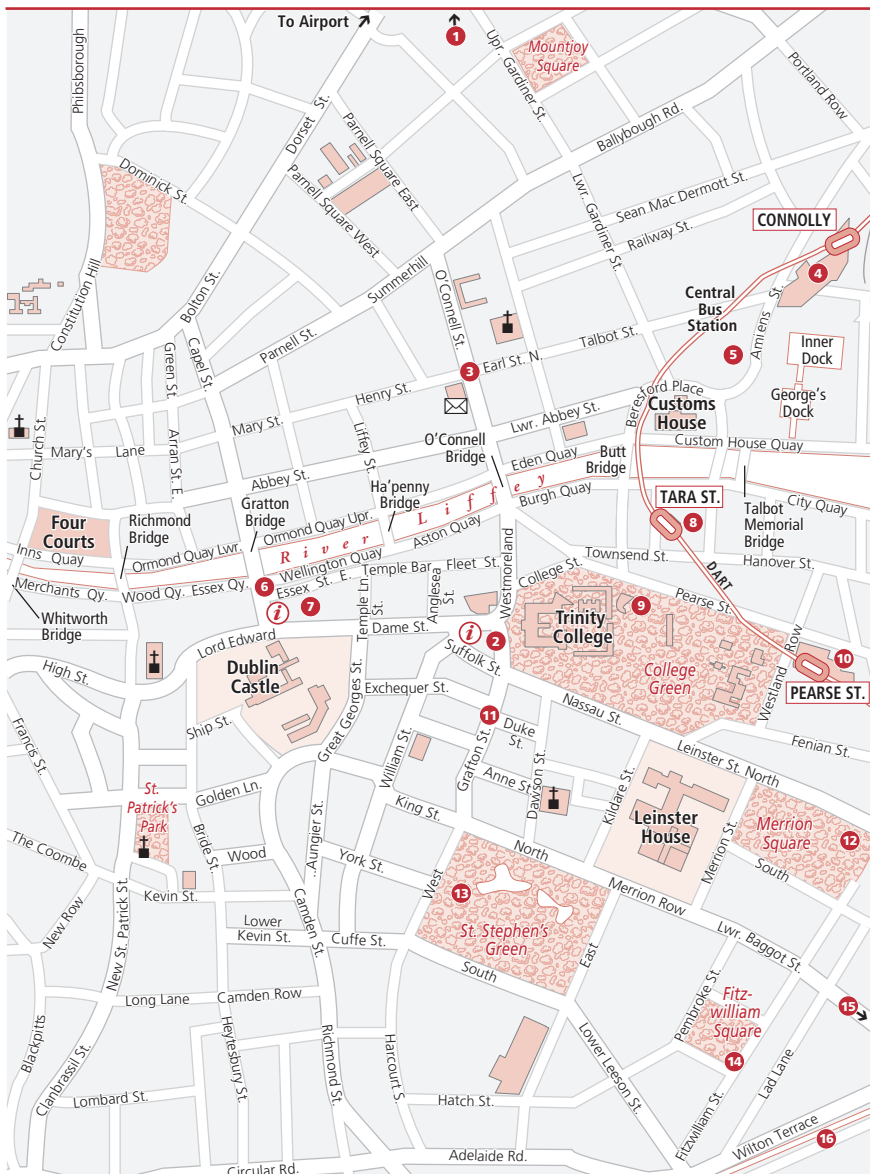 To Airport
1
Phibsborough
Upr. Gardiner St.
Mountjoy
Square
Portland Row
Dorset St.
Parnell Square East
Ballybough Rd.
Dominick St.
Parnell Square West
Lwr. Gardiner St.
Sean Mac Dermott St.
CONNOLLY
Railway St.
4
Constitution Hill
Bolton St.
Summerhill
O'Connell St.
Central
Bus
Station
Amiens St.
Parnell St.
Talbot St.
5
Inner
Dock
Green St.
Capel St.
3
Earl St. N.
Henry St.
Beresford Place
George's
Dock
Customs
House
Church St.
Mary St.
Lwr. Abbey St.
Mary's Lane
Arran St. E.
Liffey St.
O'Connell
Bridge
Eden Quay
Butt
Bridge
Custom House Quay
Abbey St.
Ha'penny
Bridge
Burgh Quay
TARA ST.
8
City Quay
Four
Courts
Richmond
Bridge
Gratton
Bridge
Ormond Quay Upr.
River Liffey
Aston Quay
Talbot
Memorial
Bridge
Inns Quay
Ormond Quay Lwr.
Wellington Quay
Townsend St.
Hanover St.
Merchants Qy.
Wood Qy.
Essex Qy.
6
Essex St. E.
Temple Bar
Fleet St.
Westmoreland
College St.
DART
Whitworth
Bridge
i
7
Temple Ln. St.
Anglesea St.
9
Pearse St.
Trinity
College
Lord Edward
Dame St.
i
2
Westland Row
10
High St.
Dublin
Castle
Suffolk St.
College
Green
PEARSE ST.
Exchequer St.
Ship St.
Great Georges St.
11
Duke St.
Nassau St.
Fenian St.
Francis St.
William St.
Grafton St.
Leinster St. North
St.
Patrick's
Park
Golden Ln.
Anne St.
Dawson St.
Kildare St.
Leinster
House
Merrion
Square
12
King St.
North
Merrion St.
South
The Coombe
Bride St.
Wood
Aungier St.
York St.
West
13
Merrion Row
Kevin St.
New Row
New St. Patrick St.
Lower
Kevin St.
Camden St.
Cuffe St.
St. Stephen's
Green
Lwr. Baggot St.
East
South
Long Lane
Camden Row
Pembroke St.
Fitz-
william
Square
15
Blackpitts
Heytesbury St.
Richmond St.
Harcourt S.
14
Clanbrassil St.
Lombard St.
Hatch St.
Lower Leeson St.
Lad Lane
Fitzwilliam St.
Wilton Terrace
16
Adelaide Rd.
Circular Rd.